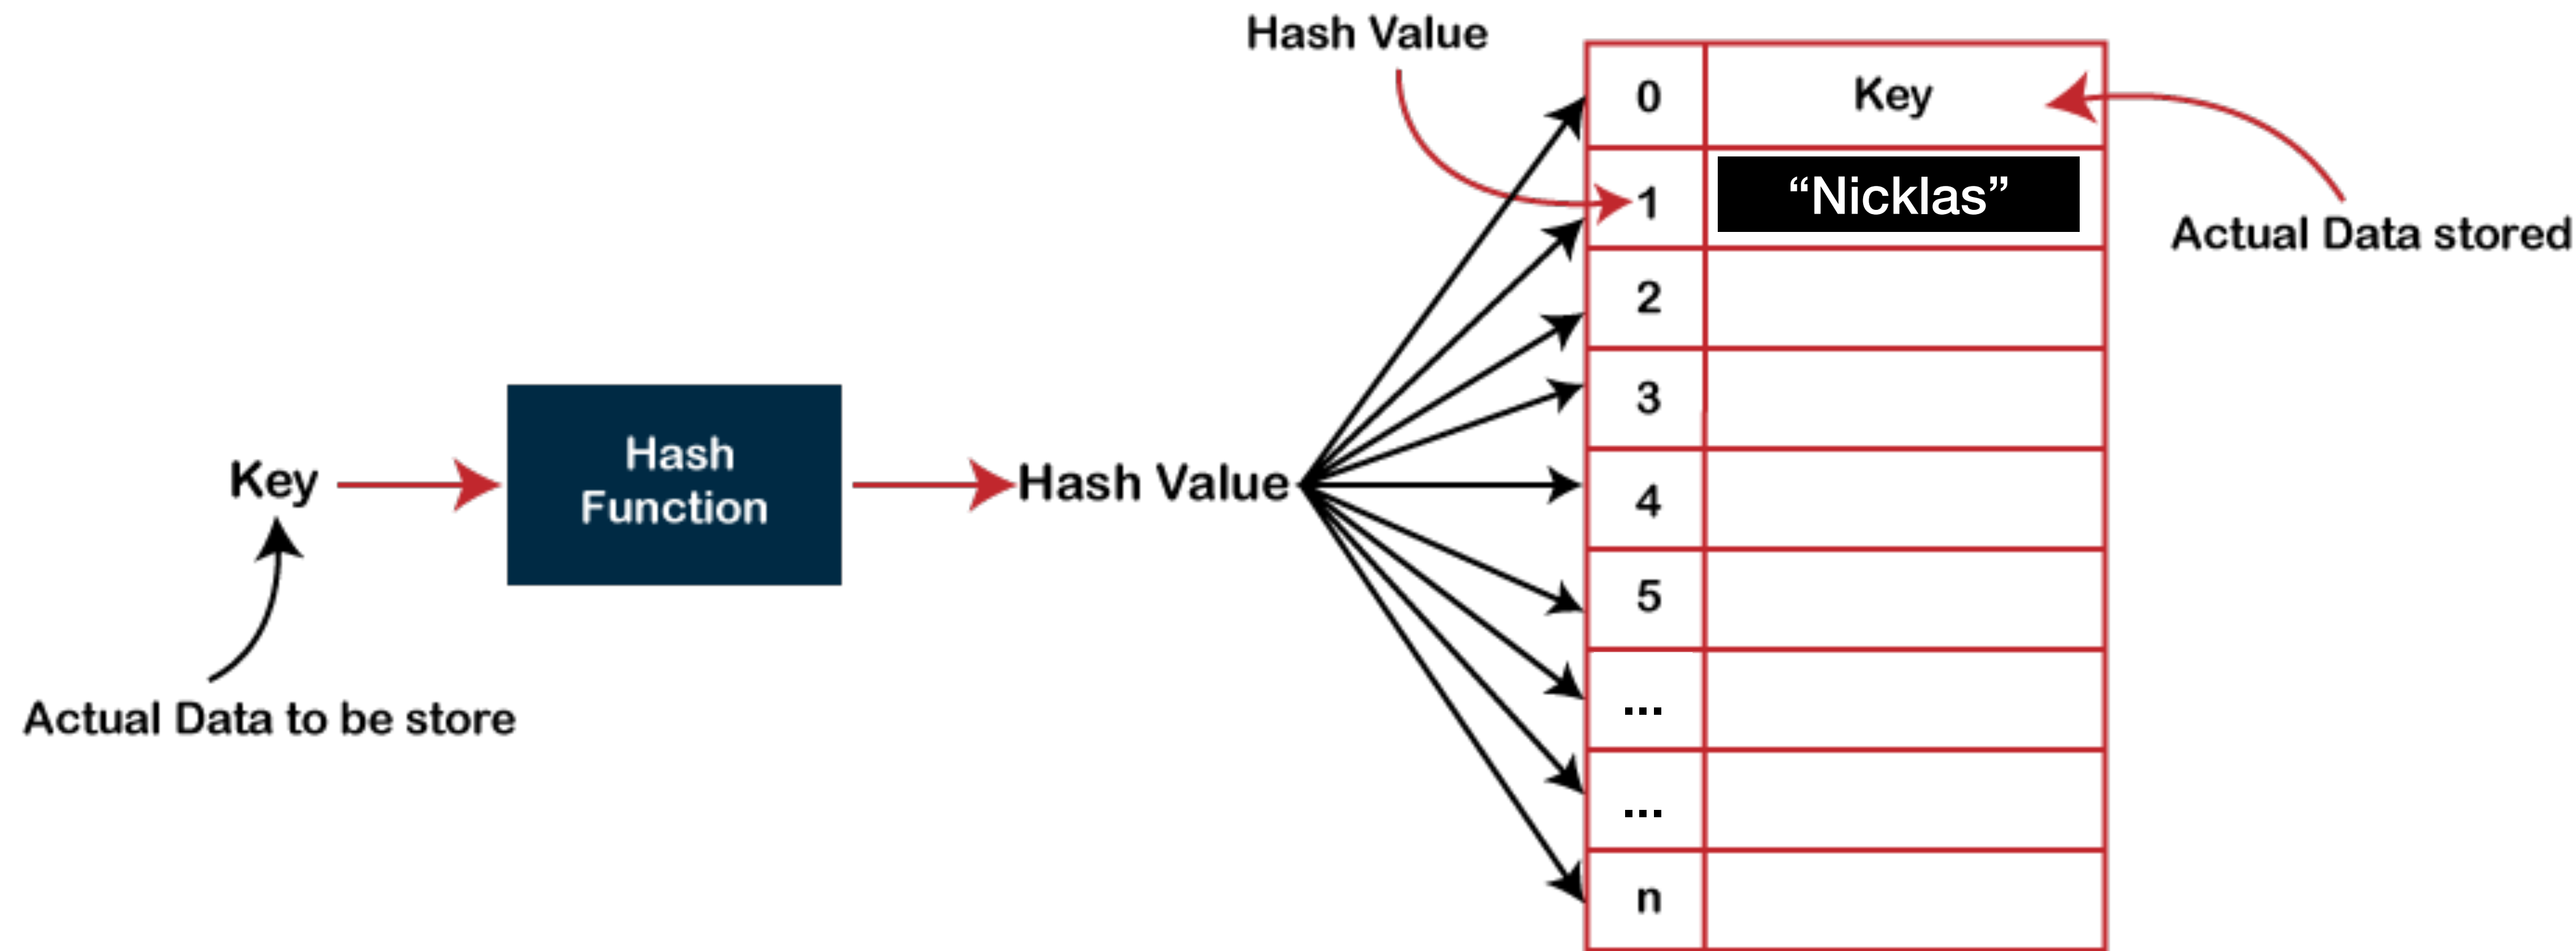 Hash Value
0
Key
1
“Nicklas”
Actual Data stored
2
3
Key
Hash
Function
Hash Value
4
5
Actual Data to be store
...
...
n